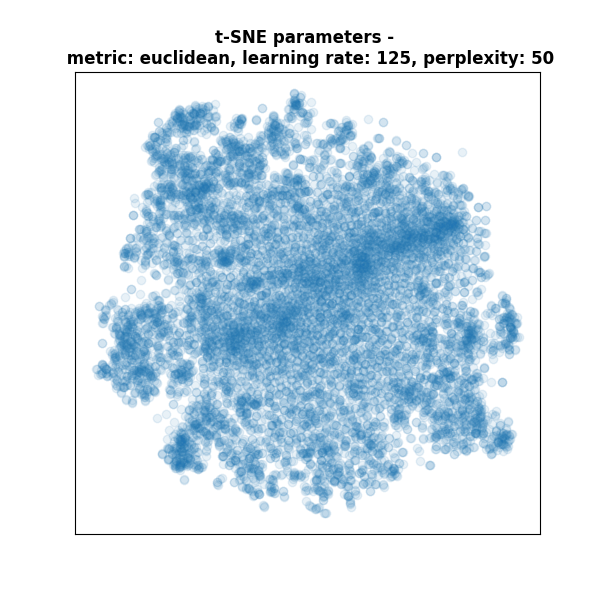 t-SNE parameters -
metric: euclidean, learning rate: 125, perplexity: 50